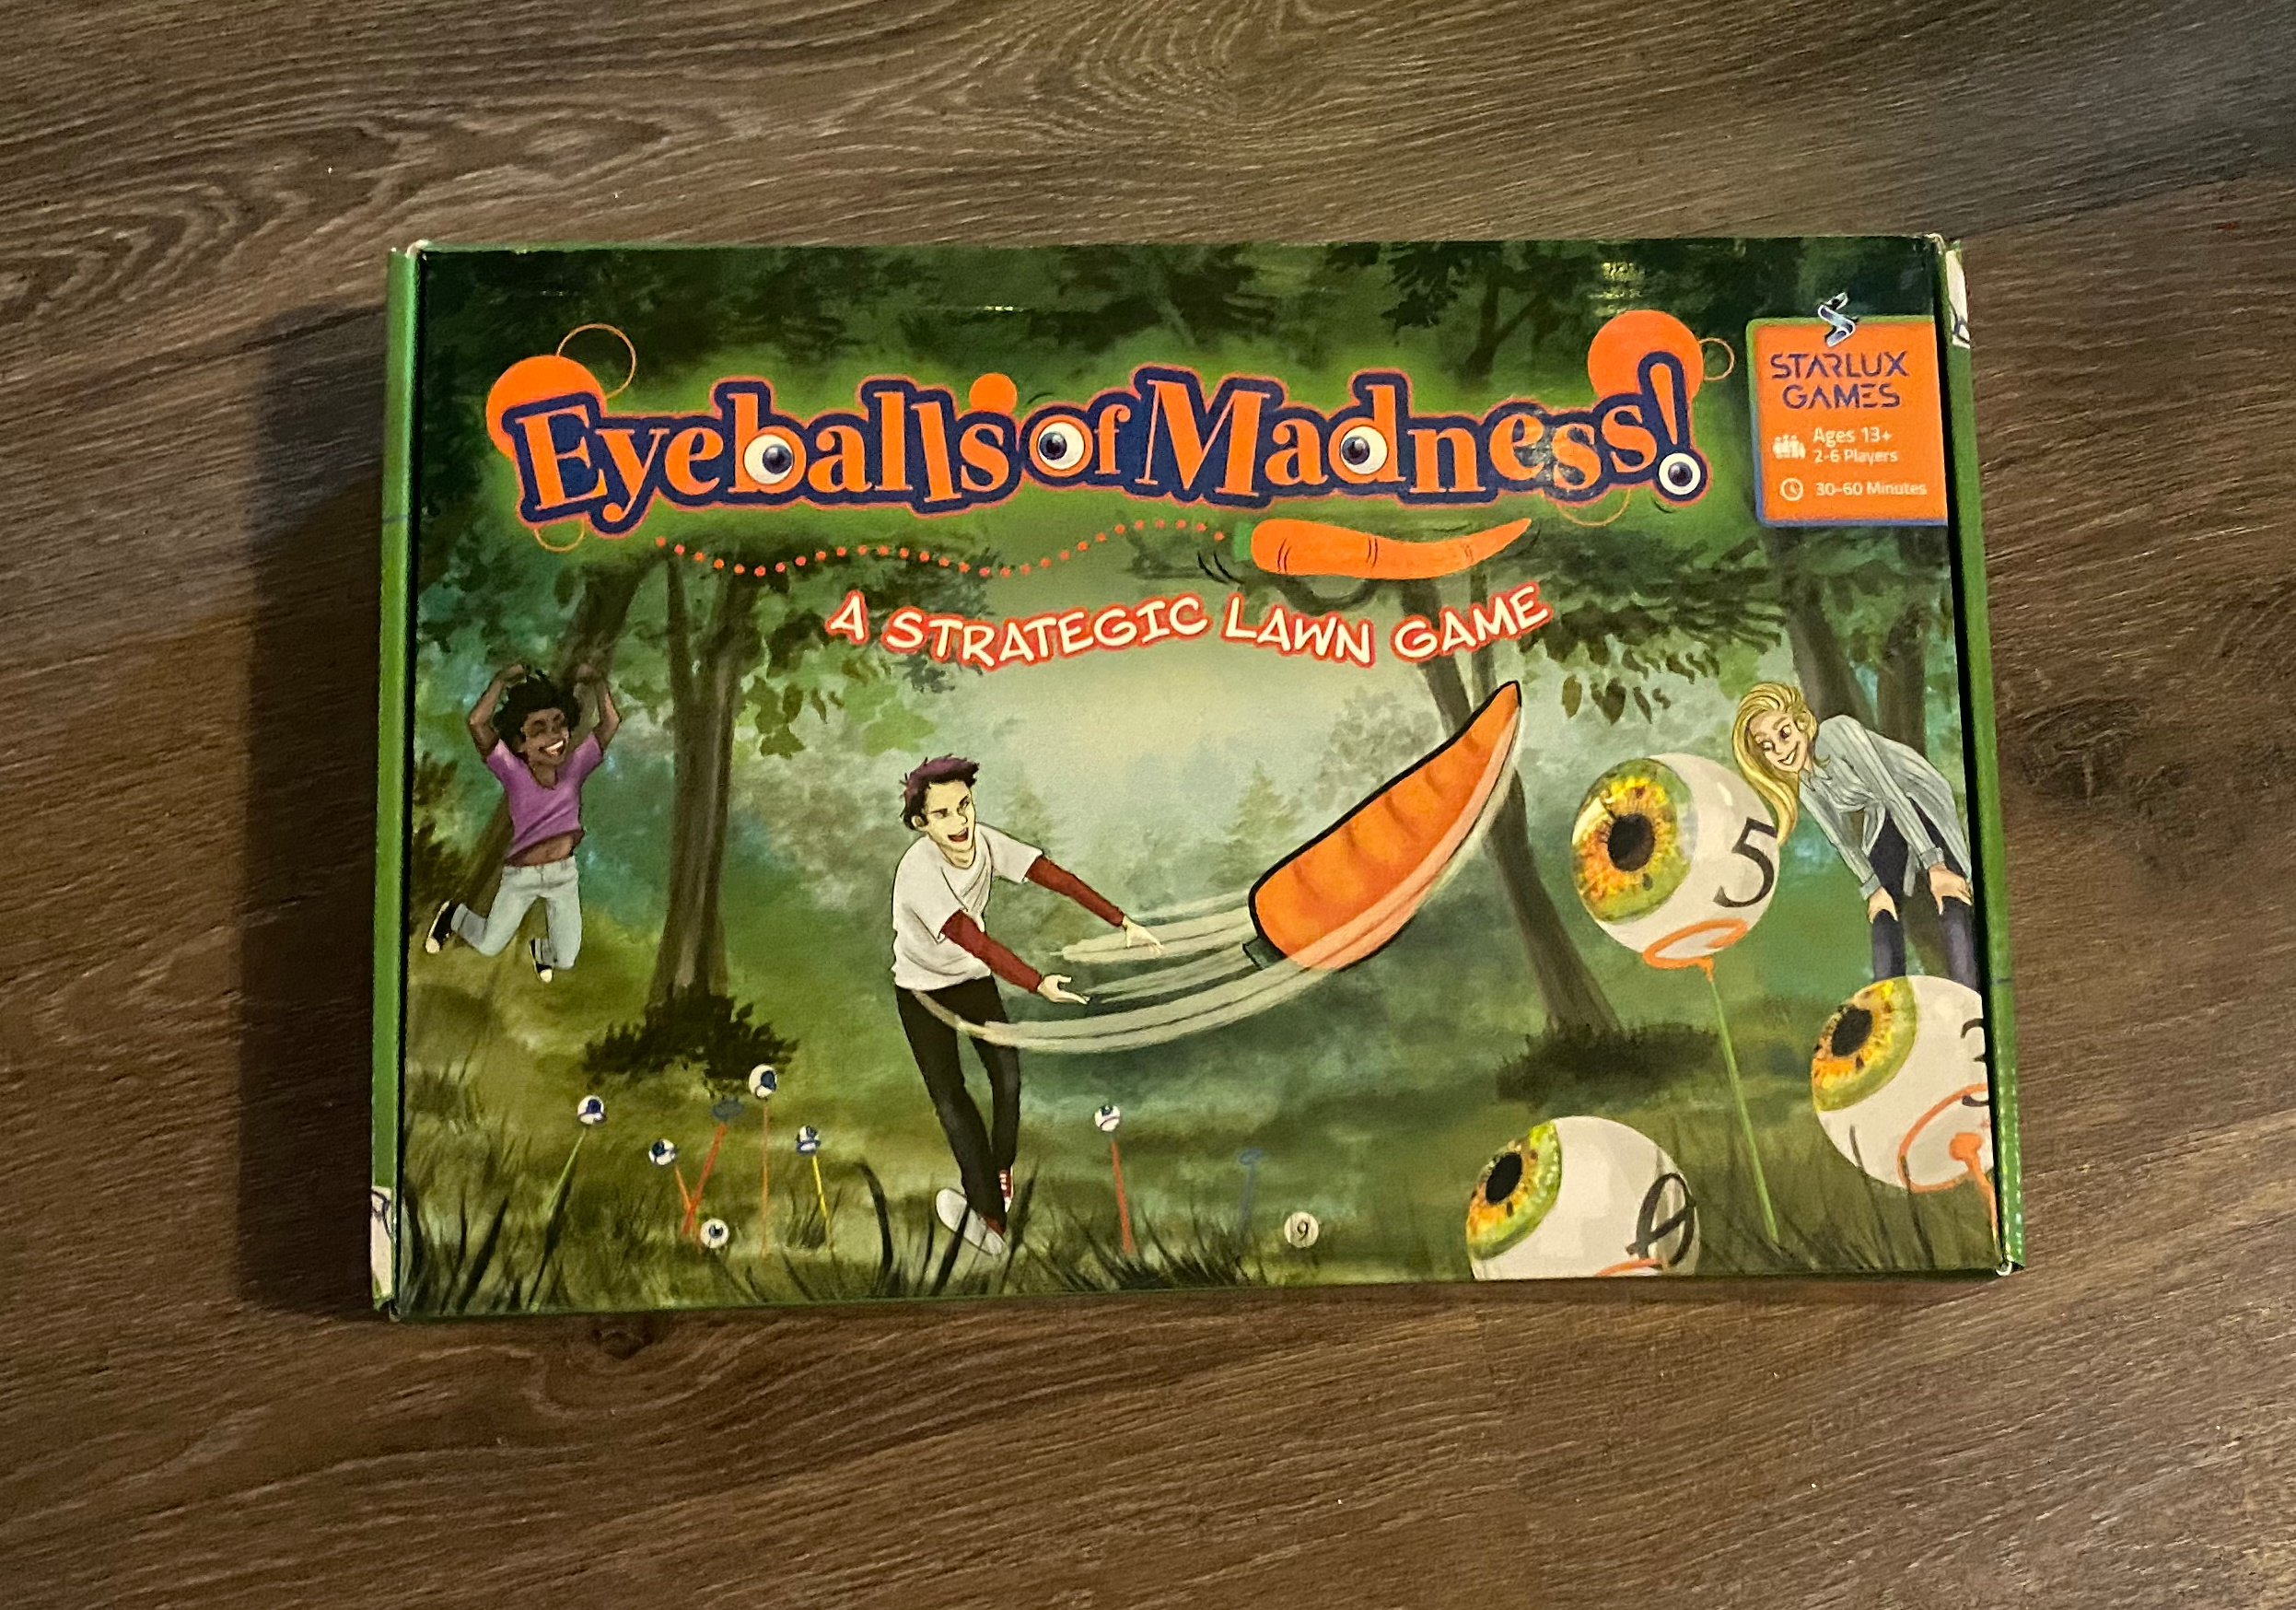 Eyeballs of Madness!
A STRATEGIC LAWN GAME
STARLUX
GAMES
Ages 13+
2-6 Players
30-60 Minutes
5
3
9